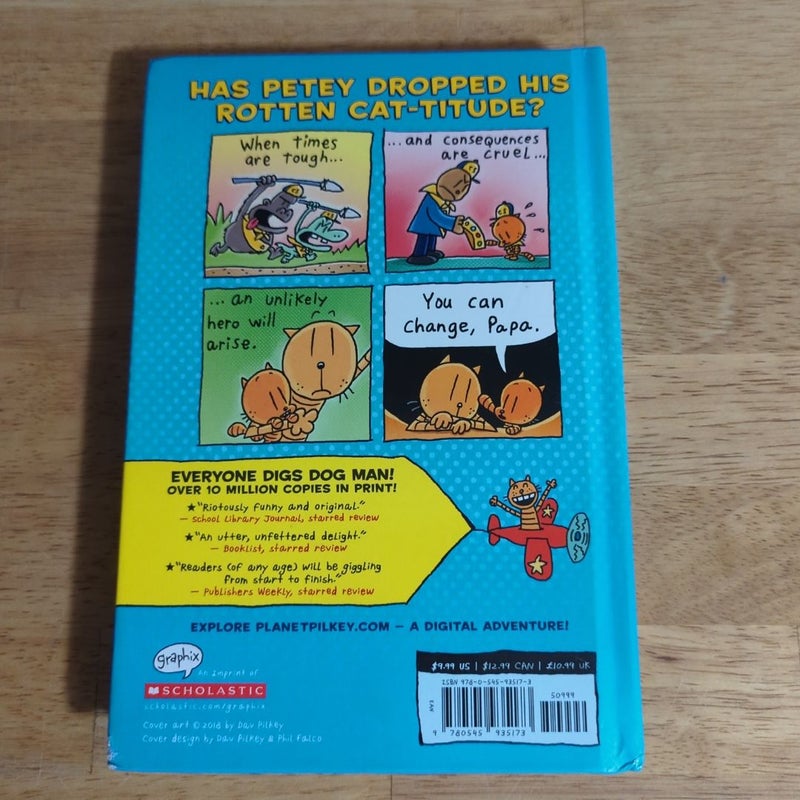 HAS PETEY DROPPED HIS
ROTTEN CAT-TITUDE?
When times
are tough...
...and consequences
are cruel...
...an unlikely
hero will
arise.
You can
change, Papa.
EVERYONE DIGS DOG MAN!
OVER 10 MILLION COPIES IN PRINT!
★"Riotously funny and original."
— School Library Journal, starred review
★"An utter, unfettered delight."
— Booklist, starred review
★"Readers (of any age) will be giggling
from start to finish."
— Publishers Weekly, starred review
EXPLORE PLANETPILKEY.COM — A DIGITAL ADVENTURE!
graphix
An Imprint of
SCHOLASTIC
scholastic.com/graphix
Cover art © 2018 by Dav Pilkey
Cover design by Dav Pilkey & Phil Falco
$9.99 US | $12.99 CAN | £10.99 UK
ISBN 978-0-545-93517-3
50999
EAN
9 780545 935173